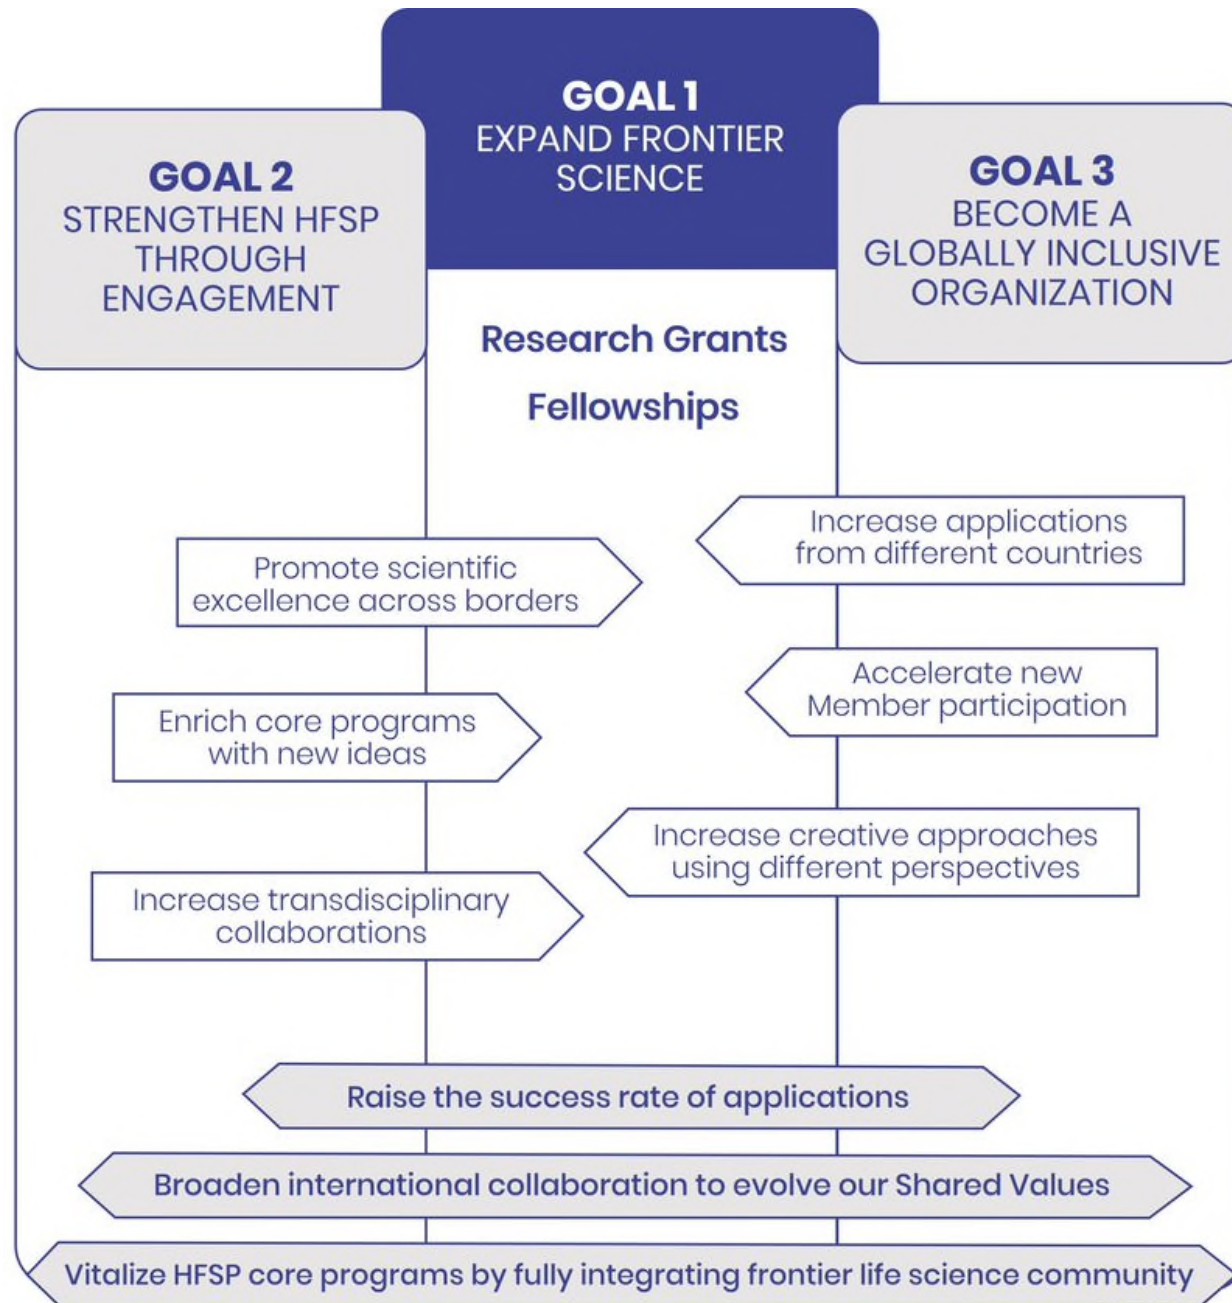 GOAL 1
EXPAND FRONTIER
SCIENCE
GOAL 2
STRENGTHEN HFSP
THROUGH
ENGAGEMENT
GOAL 3
BECOME A
GLOBALLY INCLUSIVE
ORGANIZATION
Research Grants
Fellowships
Promote scientific
excellence across borders
Enrich core programs
with new ideas
Increase transdisciplinary
collaborations
Increase applications
from different countries
Accelerate new
Member participation
Increase creative approaches
using different perspectives
Raise the success rate of applications
Broaden international collaboration to evolve our Shared Values
Vitalize HFSP core programs by fully integrating frontier life science community